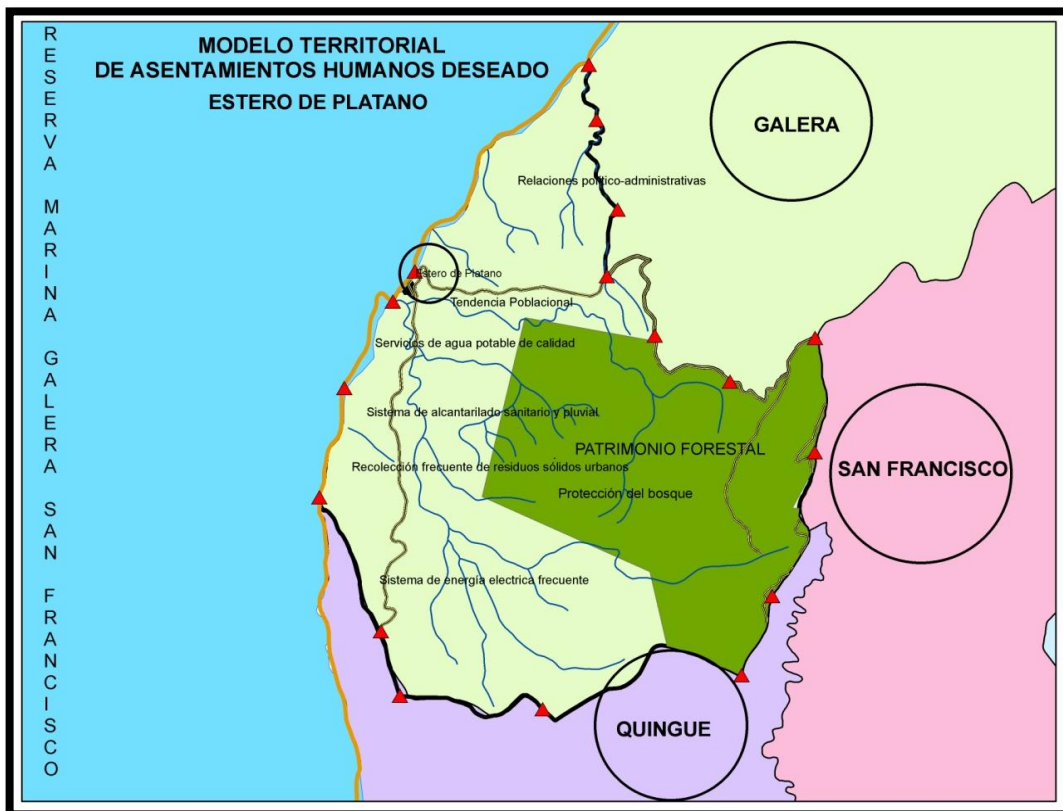 RESERVA MARINA GALERA SAN FRANCISCO
MODELO TERRITORIAL
DE ASENTAMIENTOS HUMANOS DESEADO
ESTERO DE PLATANO
GALERA
Relaciones político-administrativas
Estero de Platano
Tendencia Poblacional
Servicios de agua potable de calidad
Sistema de alcantarilado sanitario y pluvial
PATRIMONIO FORESTAL
Recolección frecuente de residuos sólidos urbanos
SAN FRANCISCO
Protección del bosque
Sistema de energía electrica frecuente
QUINGUE